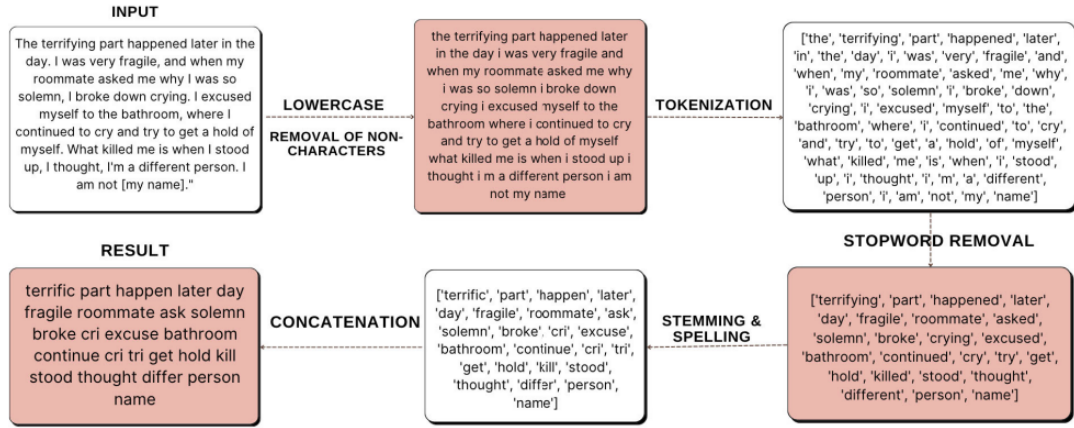 INPUT
The terrifying part happened later in the
day. I was very fragile, and when my
roommate asked me why I was so
solemn, I broke down crying. I excused
myself to the bathroom, where I
continued to cry and try to get a hold of
myself. What killed me is when I stood
up, I thought, I'm a different person. I
am not [my name]."
LOWERCASE
REMOVAL OF NON-
CHARACTERS
the terrifying part happened later
in the day i was very fragile and
when my roommate asked me why
i was so solemn i broke down
crying i excused myself to the
bathroom where i continued to cry
and try to get a hold of myself
what killed me is when i stood up i
thought i m a different person i am
not my name
TOKENIZATION
['the', 'terrifying', 'part', 'happened', 'later',
'in', 'the', 'day', 'i', 'was', 'very', 'fragile', 'and',
'when', 'my', 'roommate', 'asked', 'me', 'why',
'i', 'was', 'so', 'solemn', 'i', 'broke', 'down',
'crying', 'i', 'excused', 'myself', 'to', 'the',
'bathroom', 'where', 'i', 'continued', 'to', 'cry',
'and', 'try', 'to', 'get', 'a', 'hold', 'of', 'myself',
'what', 'killed', 'me', 'is', 'when', 'i', 'stood',
'up', 'i', 'thought', 'i', 'm', 'a', 'different',
'person', 'i', 'am', 'not', 'my', 'name']
STOPWORD REMOVAL
['terrifying', 'part', 'happened', 'later',
'day', 'fragile', 'roommate', 'asked',
'solemn', 'broke', 'crying', 'excused',
'bathroom', 'continued', 'cry', 'try', 'get',
'hold', 'killed', 'stood', 'thought',
'different', 'person', 'name']
STEMMING &
SPELLING
['terrific', 'part', 'happen', 'later',
'day', 'fragile', 'roommate', 'ask',
'solemn', 'broke' 'cri', 'excuse',
'bathroom', 'continue', 'cri', 'tri',
'get', 'hold', 'kill', 'stood',
'thought', 'differ', 'person',
'name']
CONCATENATION
RESULT
terrific part happen later day
fragile roommate ask solemn
broke cri excuse bathroom
continue cri tri get hold kill
stood thought differ person
name